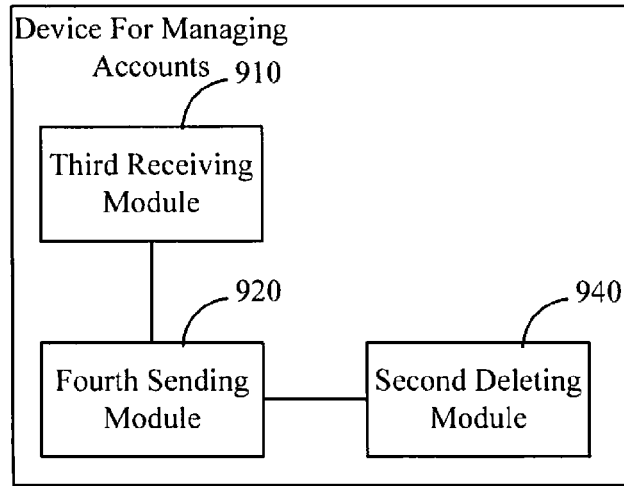 Device For Managing
Accounts
910
Third Receiving
Module
920
940
Fourth Sending
Module
Second Deleting
Module